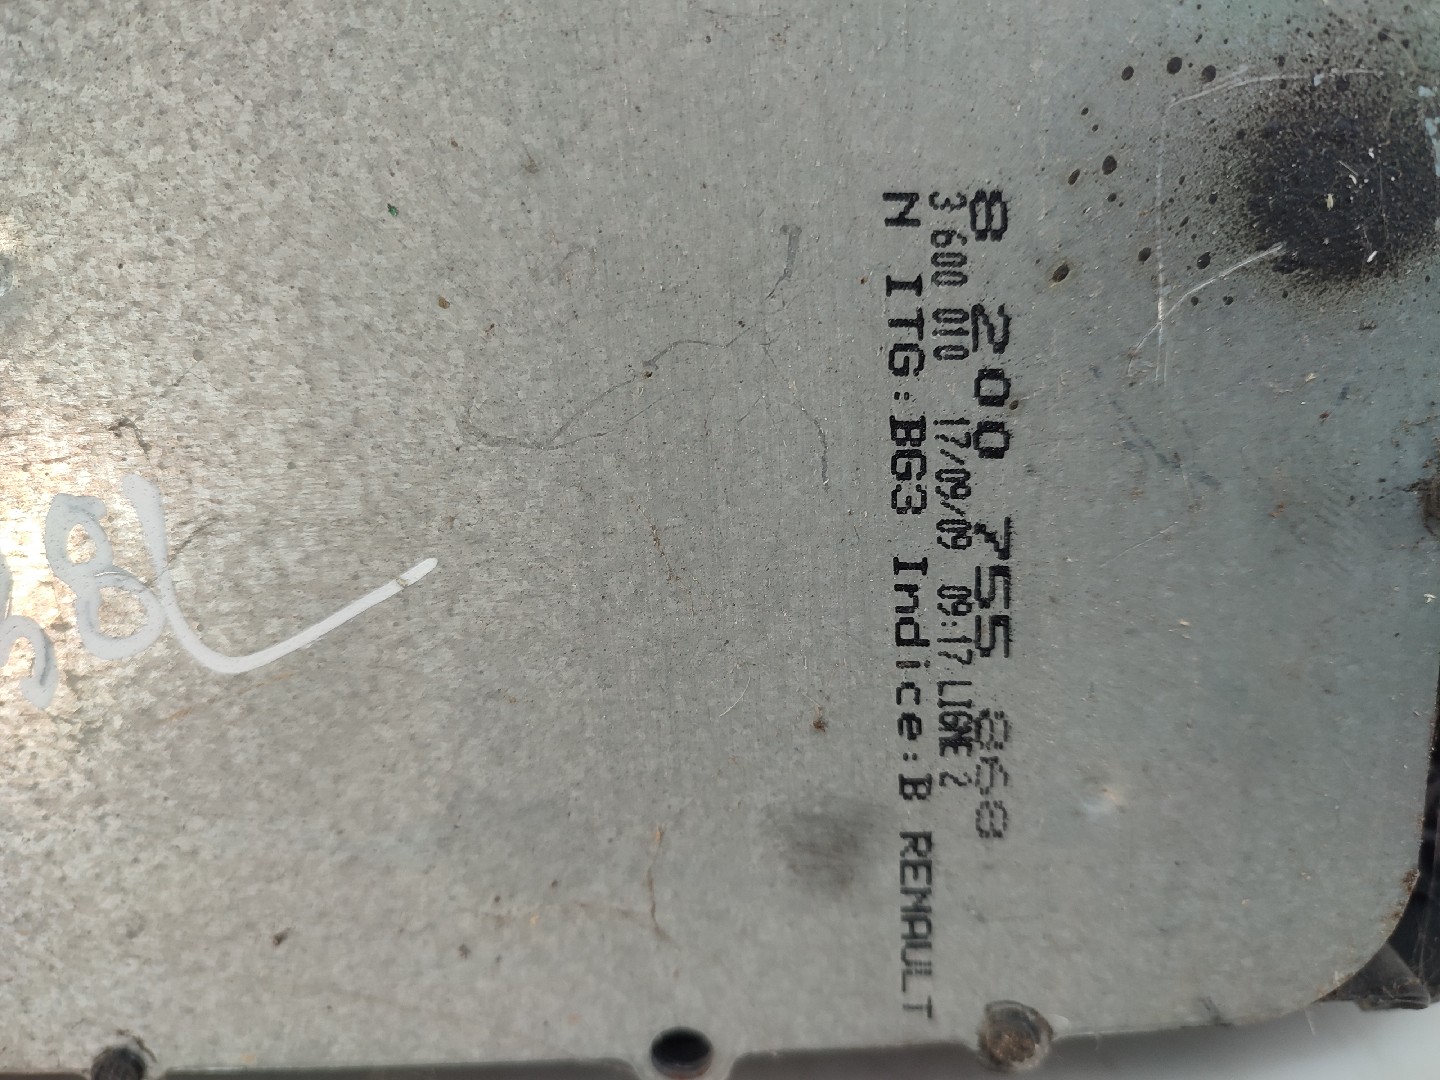 8 200 755 868
3 600 010 17/09/09 09:17 LIGNE 2
N ITG:BG3 Indice:B RENAULT